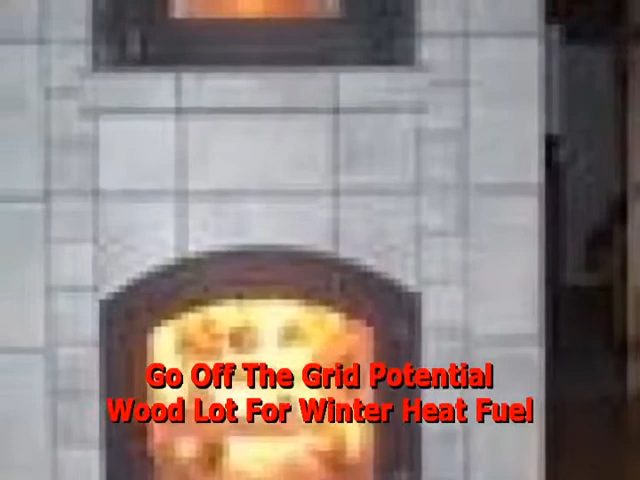 Go Off The Grid Potential
Wood Lot For Winter Heat Fuel